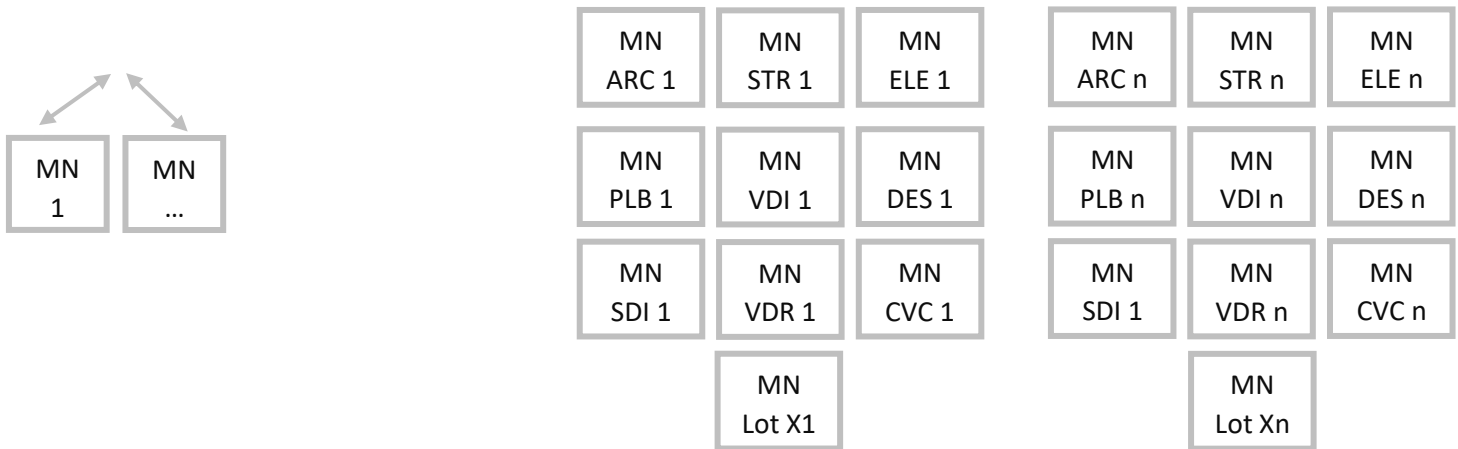 MN
1
MN
…
MN
ARC 1
MN
STR 1
MN
ELE 1
MN
PLB 1
MN
VDI 1
MN
DES 1
MN
SDI 1
MN
VDR 1
MN
CVC 1
MN
Lot X1
MN
ARC n
MN
STR n
MN
ELE n
MN
PLB n
MN
VDI n
MN
DES n
MN
SDI 1
MN
VDR n
MN
CVC n
MN
Lot Xn